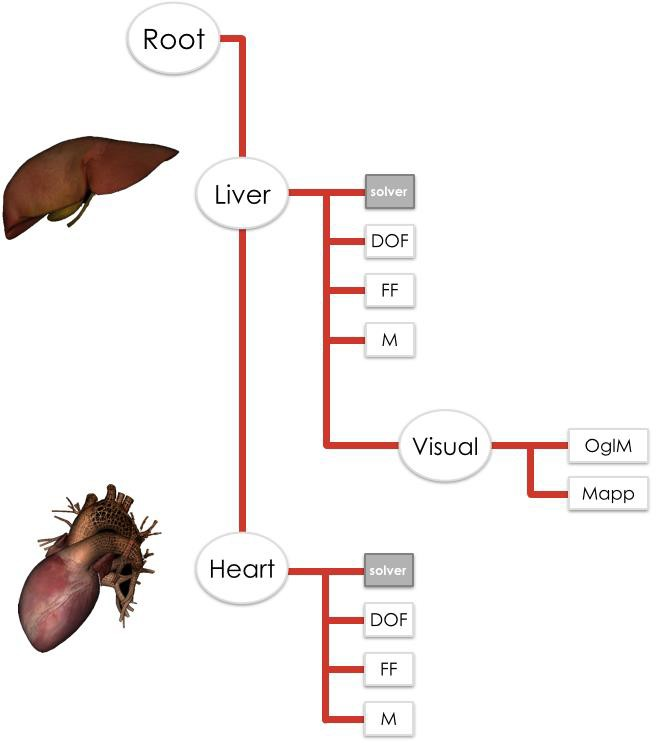 Root
Liver
solver
DOF
FF
M
Visual
OglM
Mapp
Heart
solver
DOF
FF
M